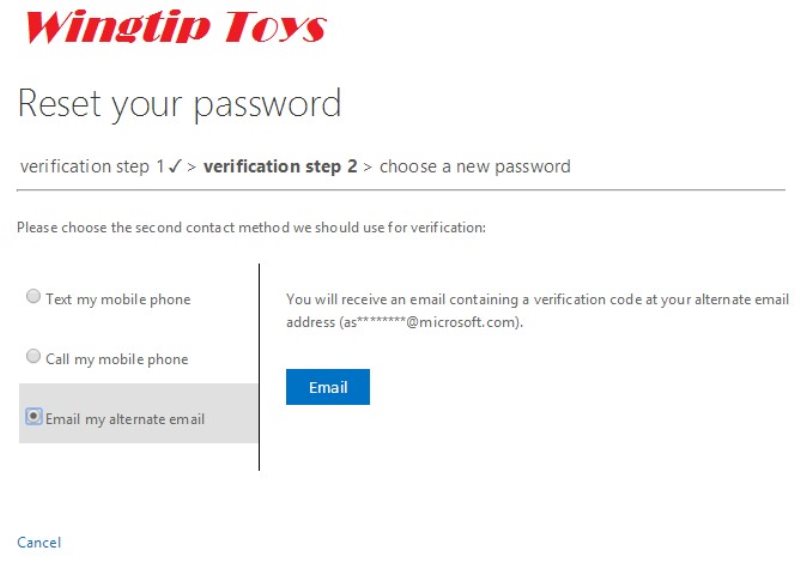 Wingtip Toys
Reset your password
verification step 1 ✓ > verification step 2 > choose a new password
Please choose the second contact method we should use for verification:
Text my mobile phone
Call my mobile phone
Email my alternate email
You will receive an email containing a verification code at your alternate email
address (as********@microsoft.com).
Email
Cancel